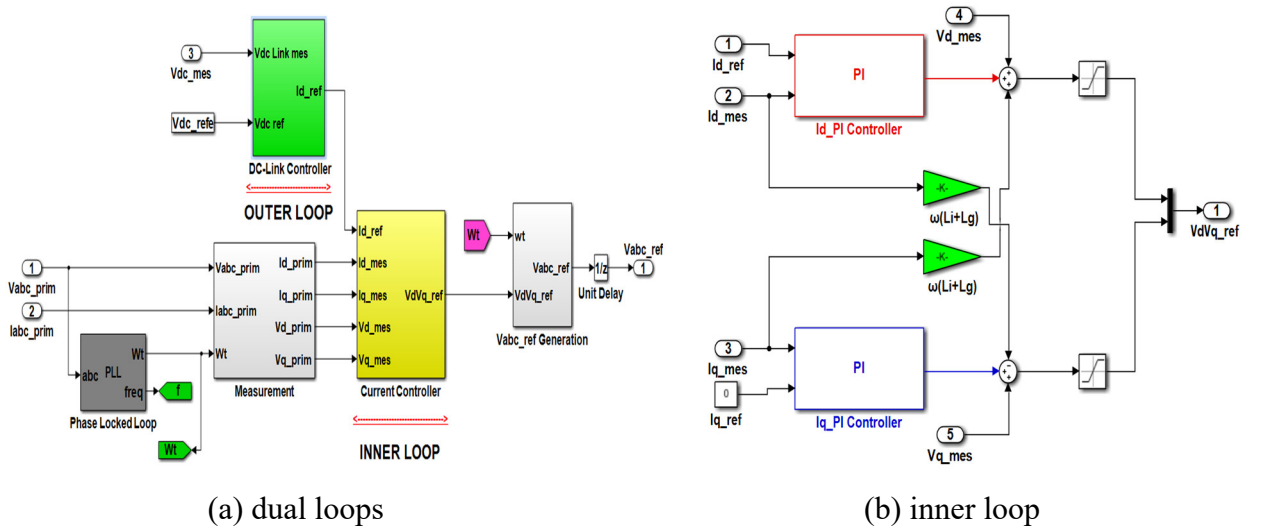 3
Vdc_mes
Vdc_refe
Vdc Link mes
Id_ref
Vdc ref
DC-Link Controller
OUTER LOOP
1
Vabc_prim
2
Iabc_prim
abc
PLL
Wt
freq
Phase Locked Loop
f
Wt
Vabc_prim
Iabc_prim
Wt
Id_prim
Iq_prim
Vd_prim
Vq_prim
Measurement
Id_ref
Id_mes
Iq_mes
Vd_mes
Vq_mes
VdVq_ref
Current Controller
INNER LOOP
Wt
wt
Vabc_ref
VdVq_ref
Vabc_ref Generation
1/z
Unit Delay
Vabc_ref
1
(a) dual loops
4
Vd_mes
1
Id_ref
2
Id_mes
PI
Id_PI Controller
+
+
+
-K-
ω(Li+Lg)
-K-
ω(Li+Lg)
1
VdVq_ref
3
Iq_mes
0
Iq_ref
PI
Iq_PI Controller
−
+
+
5
Vq_mes
(b) inner loop